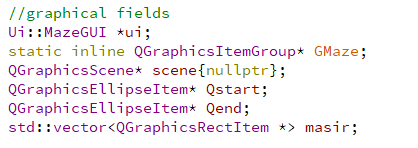 //graphical fields
Ui::MazeGUI *ui;
static inline QGraphicsItemGroup* GMaze;
QGraphicsScene* scene{nullptr};
QGraphicsEllipseItem* Qstart;
QGraphicsEllipseItem* Qend;
std::vector<QGraphicsRectItem *> masir;